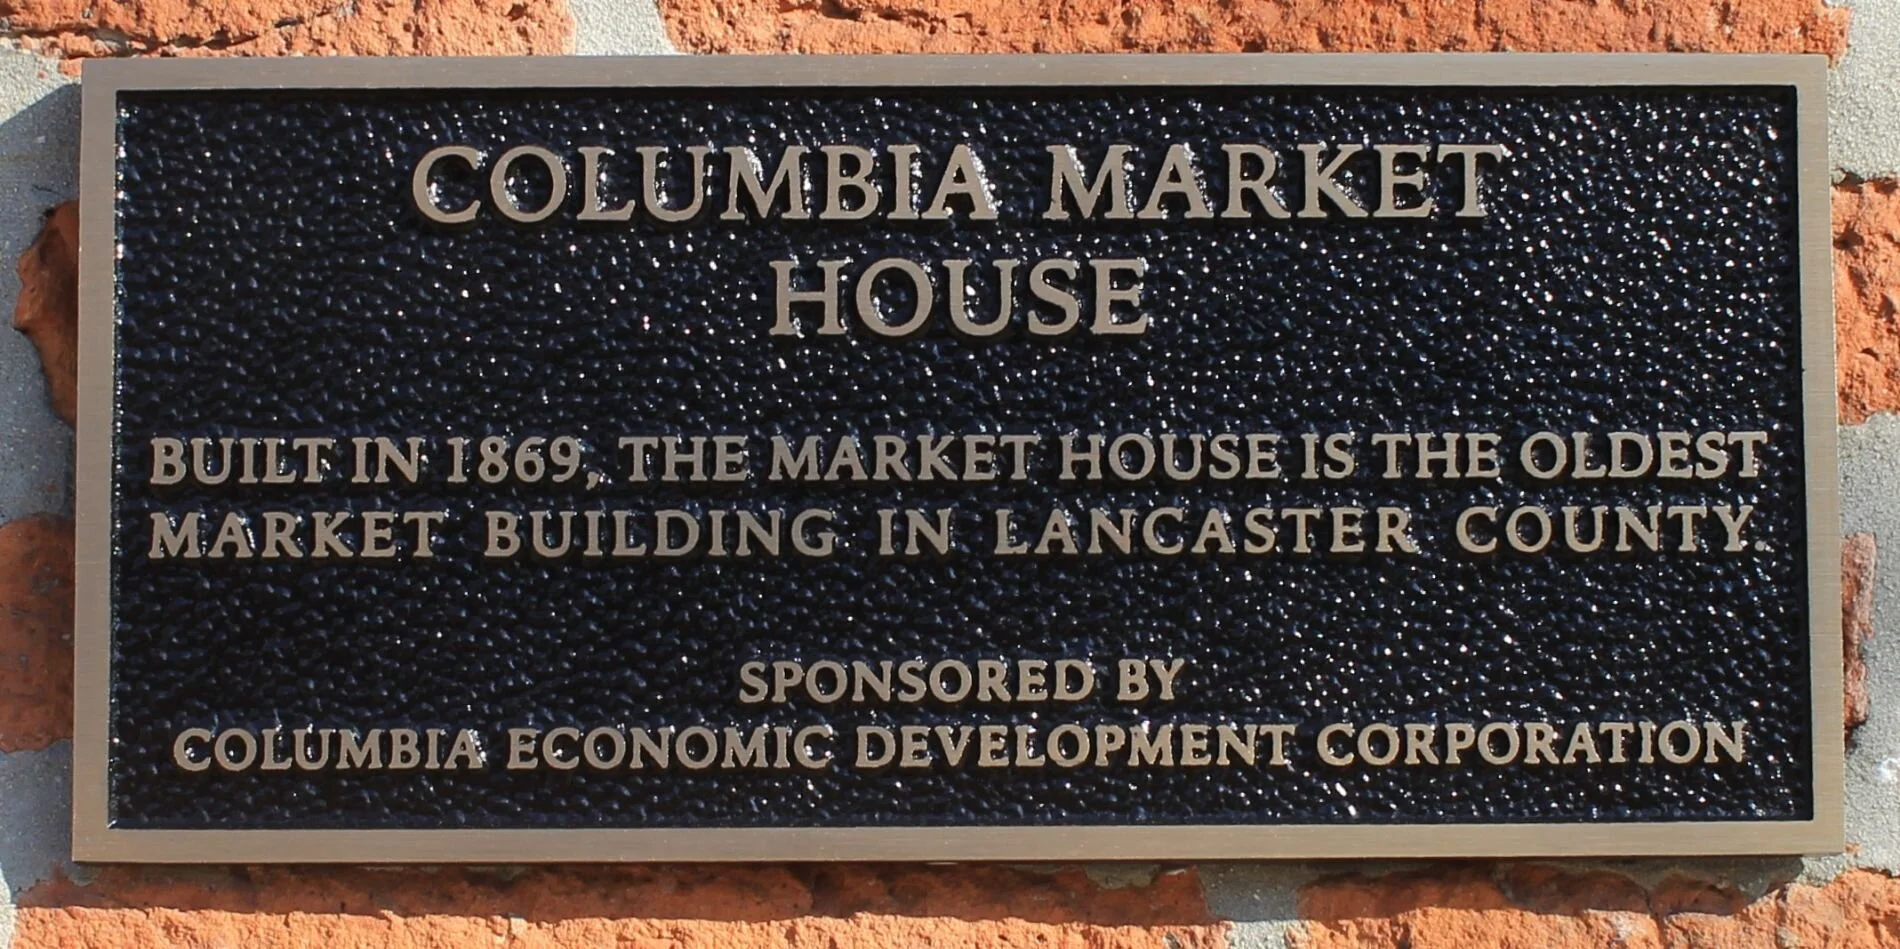 COLUMBIA MARKET
HOUSE
BUILT IN 1869, THE MARKET HOUSE IS THE OLDEST
MARKET BUILDING IN LANCASTER COUNTY.
SPONSORED BY
COLUMBIA ECONOMIC DEVELOPMENT CORPORATION